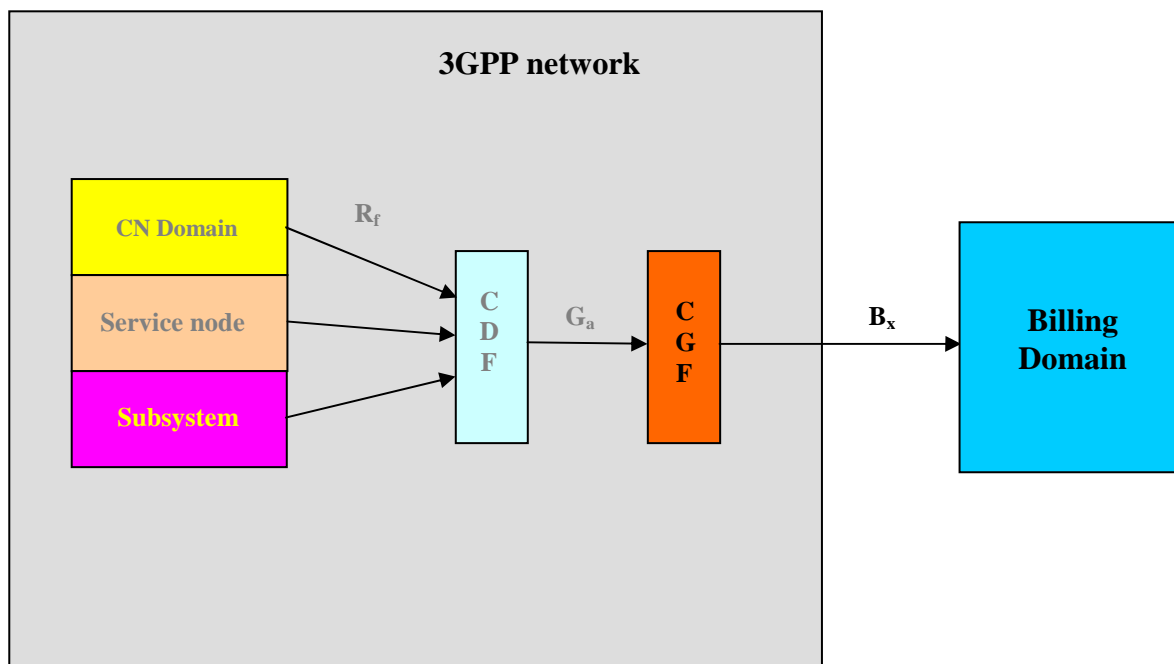 3GPP network
CN Domain
Service node
Subsystem
Rf
C
D
F
Ga
C
G
F
Bx
Billing
Domain